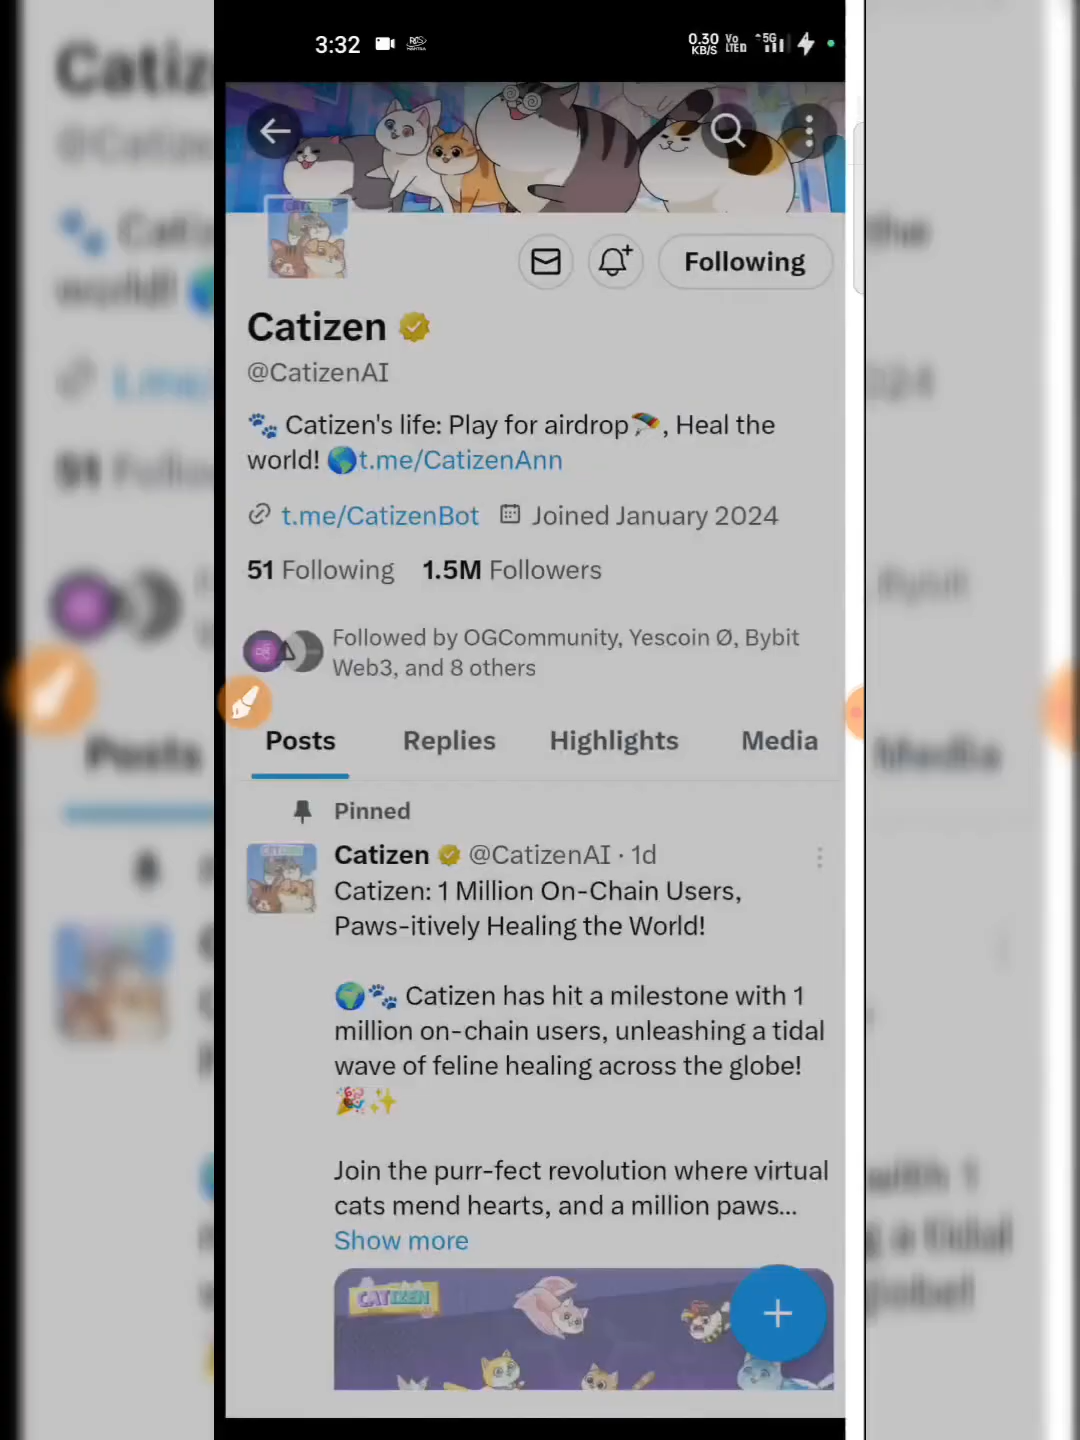 3:32
0.30 KB/S Vo LTED 5G
Following
Catizen
@CatizenAI
🐾 Catizen's life: Play for airdrop🪂, Heal the
world! 🌎t.me/CatizenAnn
t.me/CatizenBot Joined January 2024
51 Following 1.5M Followers
Followed by OGCommunity, Yescoin Ø, Bybit
Web3, and 8 others
Posts Replies Highlights Media
Pinned
Catizen @CatizenAI · 1d
Catizen: 1 Million On-Chain Users,
Paws-itively Healing the World!
🌍🐾 Catizen has hit a milestone with 1
million on-chain users, unleashing a tidal
wave of feline healing across the globe!
🎉✨
Join the purr-fect revolution where virtual
cats mend hearts, and a million paws...
Show more
CATIZEN